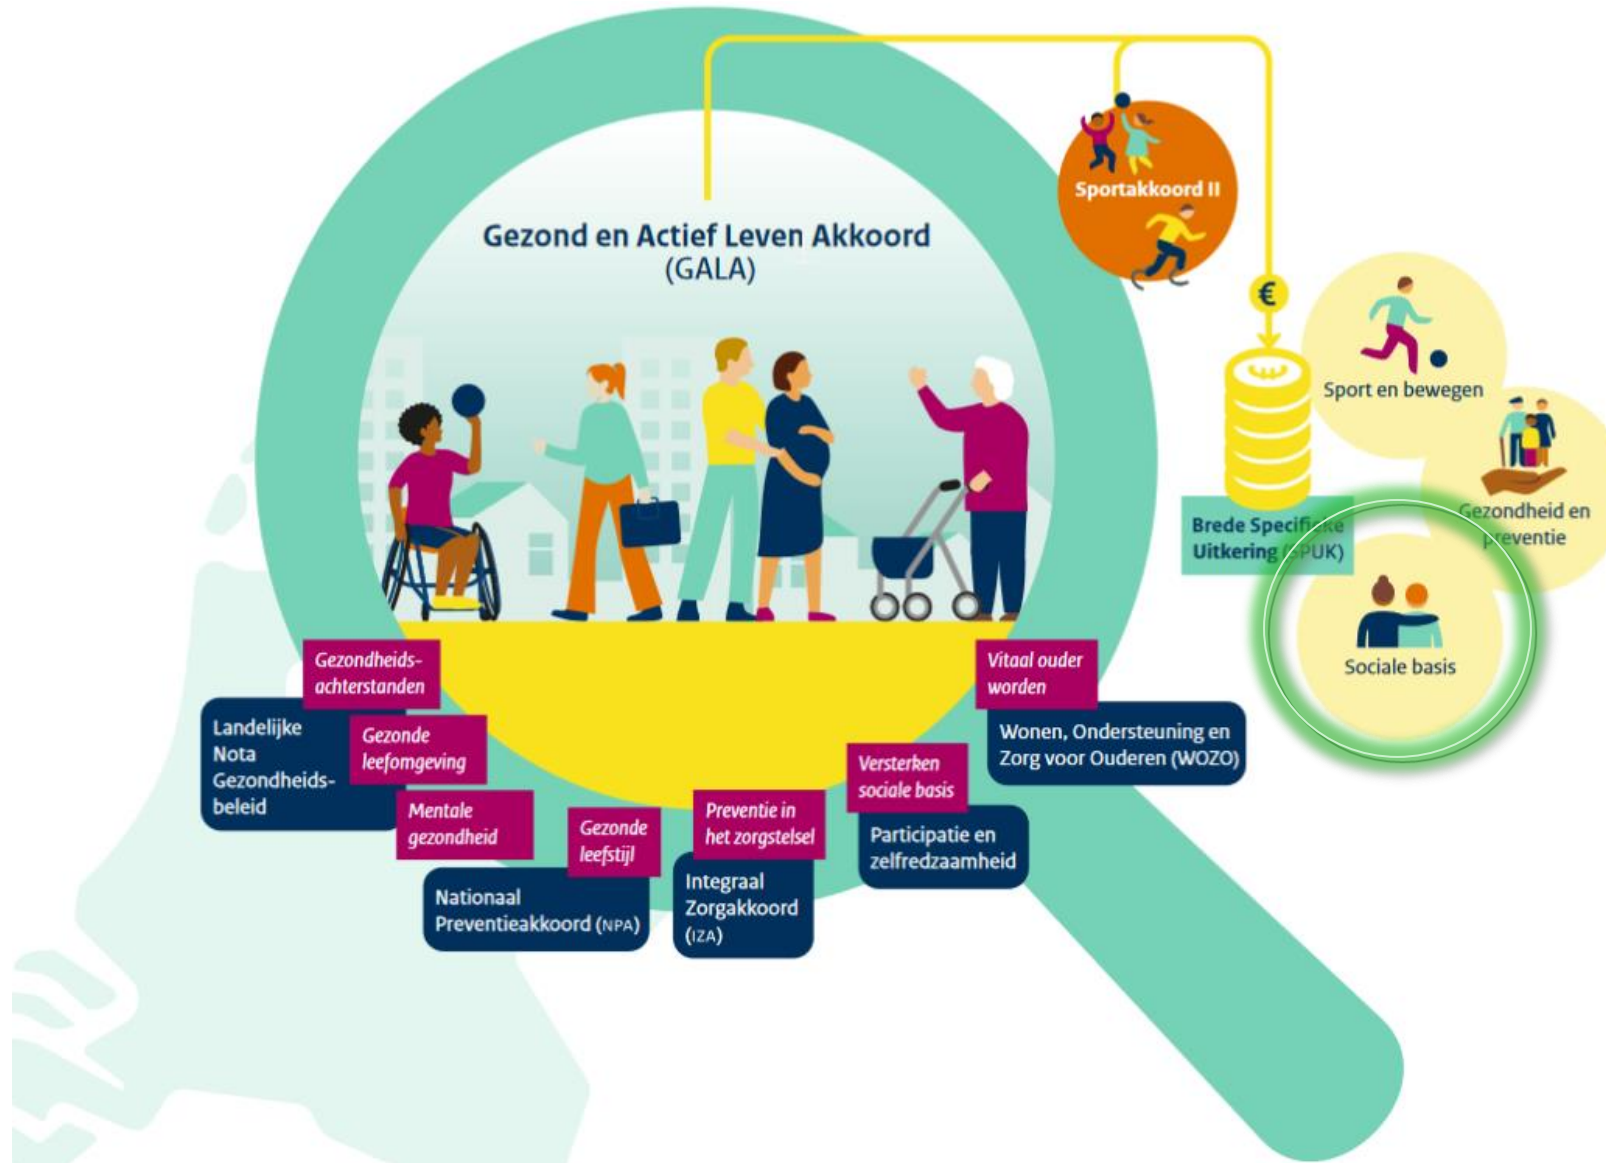 Gezond en Actief Leven Akkoord
(GALA)
Sportakkoord II
€
Sport en bewegen
Gezondheid en
preventie
Brede Specifieke
Uitkering (SPUK)
Sociale basis
Gezondheids-
achterstanden
Landelijke
Nota
Gezondheids-
beleid
Gezonde
leefomgeving
Mentale
gezondheid
Gezonde
leefstijl
Nationaal
Preventieakkoord (NPA)
Preventie in
het zorgstelsel
Integraal
Zorgakkoord
(IZA)
Versterken
sociale basis
Participatie en
zelfredzaamheid
Vitaal ouder
worden
Wonen, Ondersteuning en
Zorg voor Ouderen (WOZO)